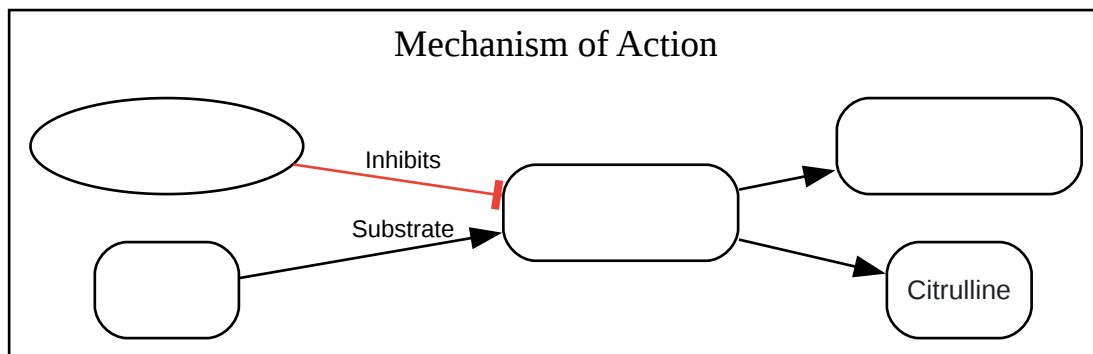 Mechanism of Action
Inhibits
Substrate
Citrulline